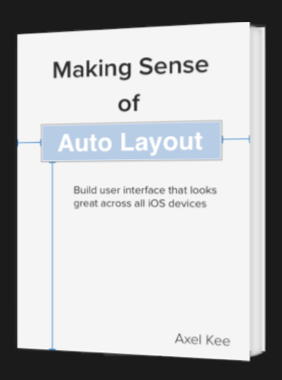 Making Sense
of
Auto Layout
Build user interface that looks
great across all iOS devices
Axel Kee